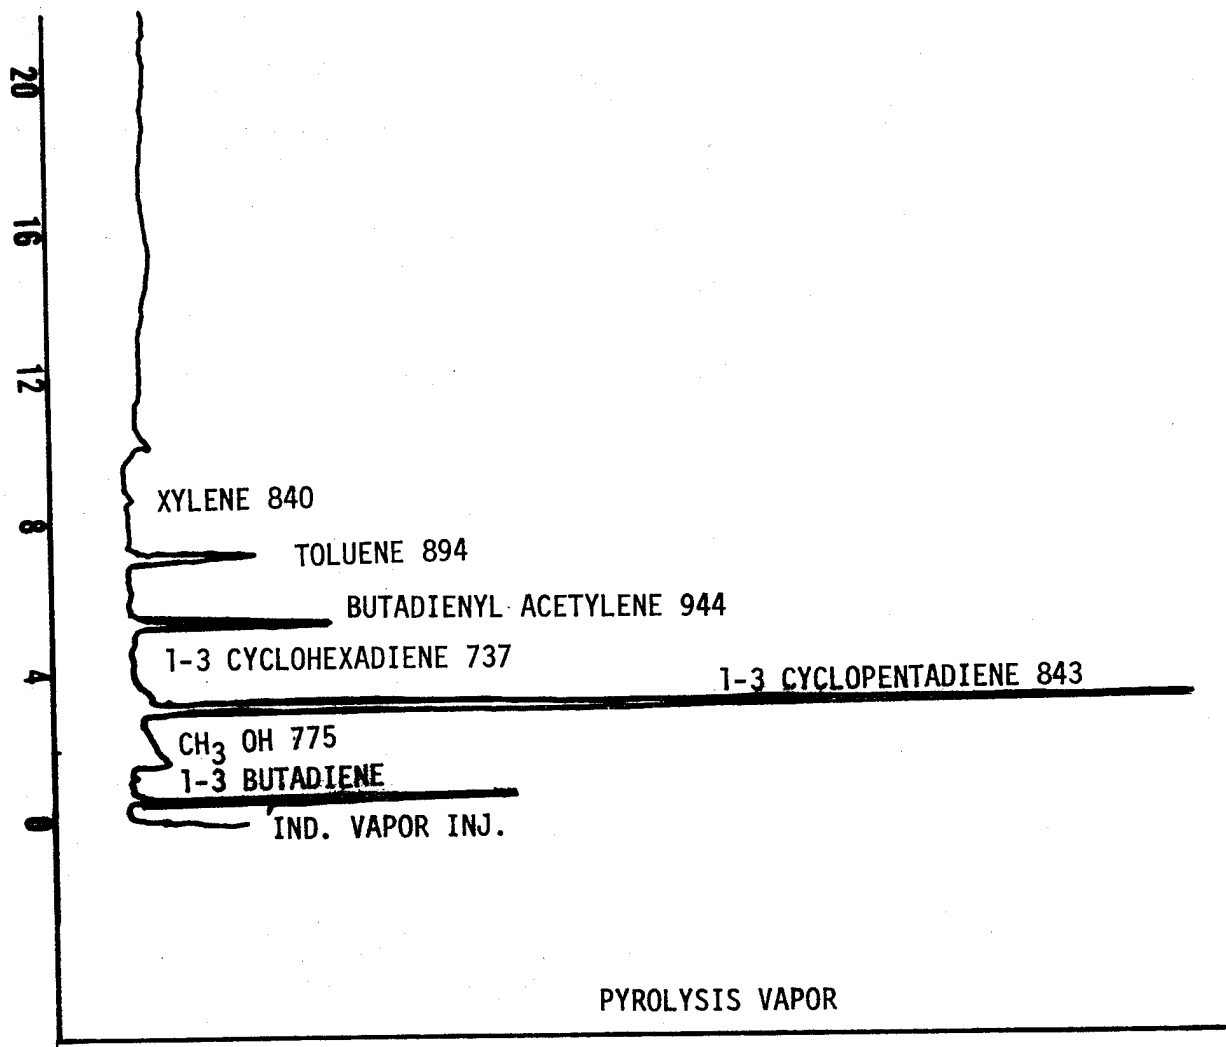 20
16
12
XYLENE 840
8
TOLUENE 894
BUTADIENYL ACETYLENE 944
1-3 CYCLOHEXADIENE 737
4
1-3 CYCLOPENTADIENE 843
CH₃ OH 775
1-3 BUTADIENE
0
IND. VAPOR INJ.
PYROLYSIS VAPOR